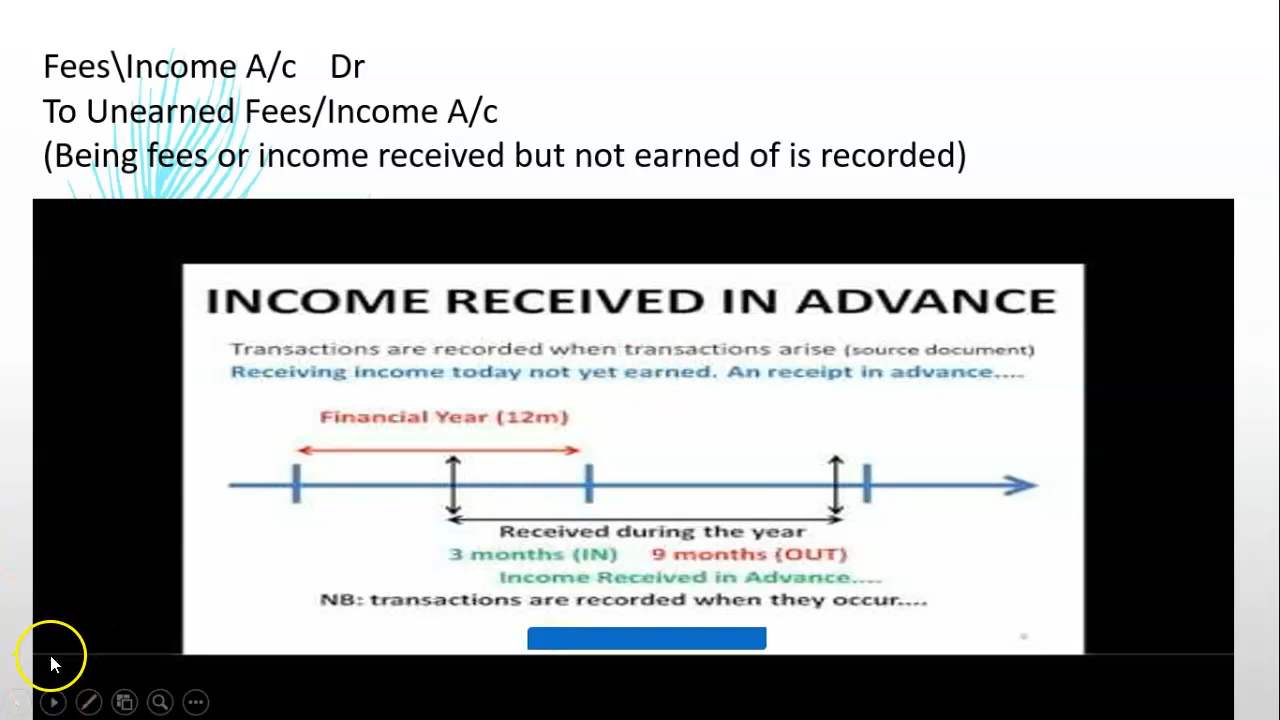 Fees\Income A/c    Dr
To Unearned Fees/Income A/c
(Being fees or income received but not earned of is recorded)
INCOME RECEIVED IN ADVANCE
Transactions are recorded when transactions arise (source document)
Receiving income today not yet earned. An receipt in advance....
Financial Year (12m)
Received during the year
3 months (IN)    9 months (OUT)
Income Received in Advance....
NB: transactions are recorded when they occur....